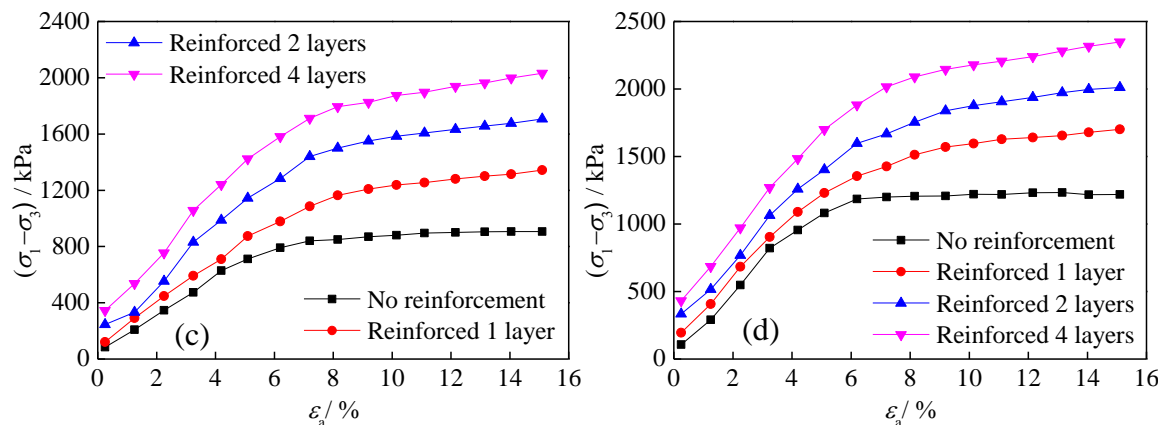 2400
2000
1600
1200
800
400
0
(σ₁−σ₃) / kPa
Reinforced 2 layers
Reinforced 4 layers
No reinforcement
Reinforced 1 layer
(c)
0 2 4 6 8 10 12 14 16
εₐ/ %
2500
2000
1500
1000
500
0
(σ₁−σ₃) / kPa
No reinforcement
Reinforced 1 layer
Reinforced 2 layers
Reinforced 4 layers
(d)
0 2 4 6 8 10 12 14 16
εₐ/ %